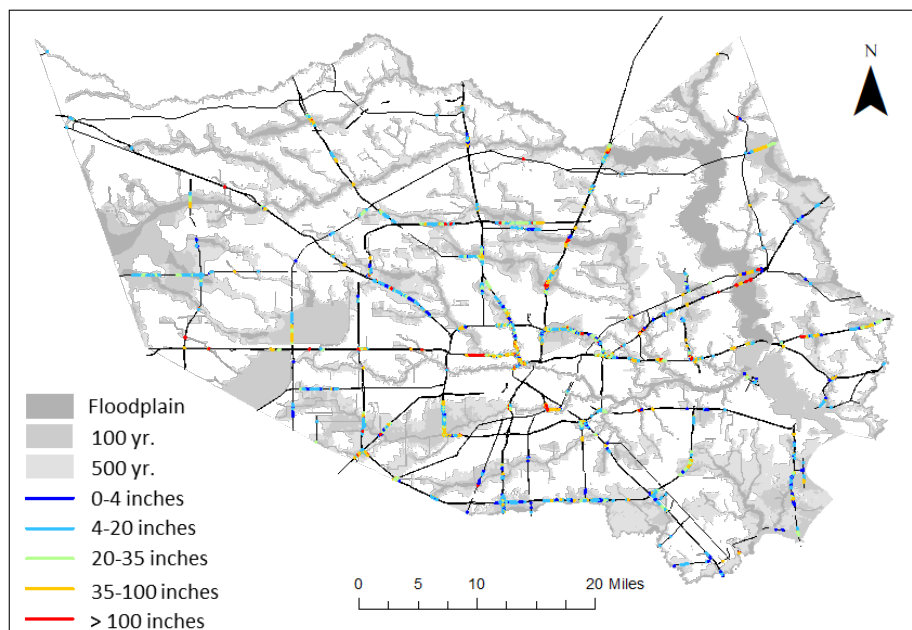 N
Floodplain
100 yr.
500 yr.
0-4 inches
4-20 inches
20-35 inches
35-100 inches
> 100 inches
0 5 10 20 Miles